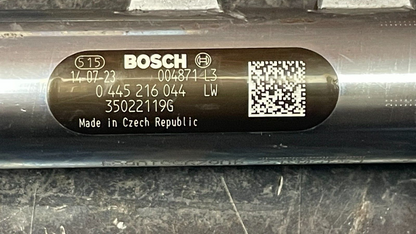 515 BOSCH
14-07-23 004871 L3
0 445 216 044 LW
35022119G
Made in Czech Republic